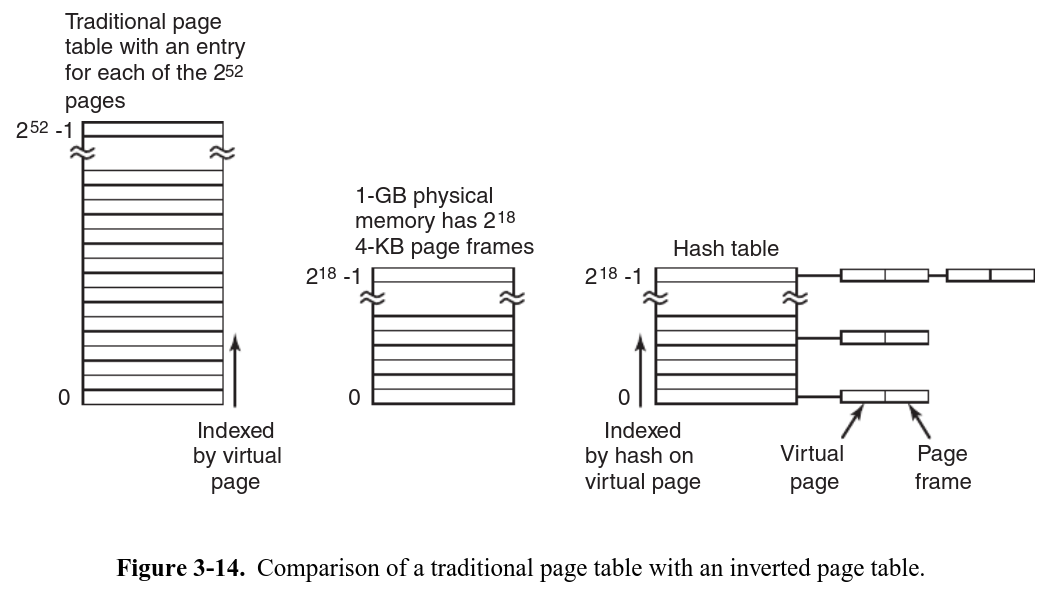 Traditional page
table with an entry
for each of the 2^52
pages
2^52 -1
0
Indexed
by virtual
page
1-GB physical
memory has 2^18
4-KB page frames
2^18 -1
0
Hash table
2^18 -1
0
Indexed
by hash on
virtual page
Virtual
page
Page
frame
Figure 3-14. Comparison of a traditional page table with an inverted page table.